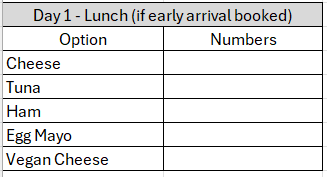 Day 1 - Lunch (if early arrival booked)
Option Numbers
Cheese
Tuna
Ham
Egg Mayo
Vegan Cheese